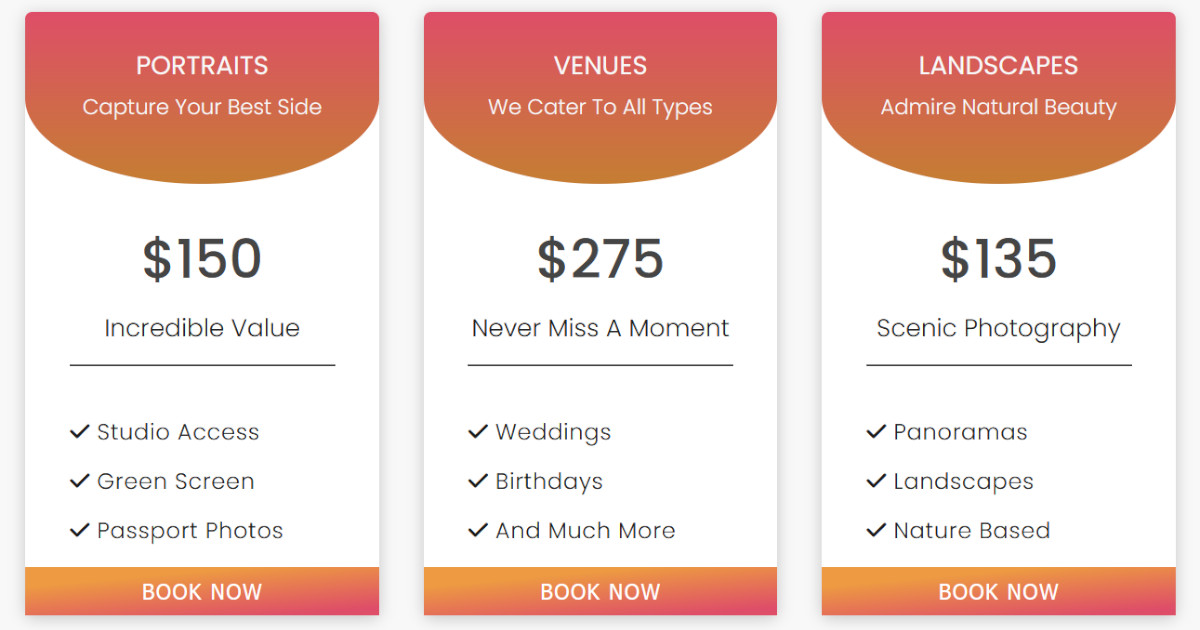 PORTRAITS
Capture Your Best Side
$150
Incredible Value
Studio Access
Green Screen
Passport Photos
BOOK NOW
VENUES
We Cater To All Types
$275
Never Miss A Moment
Weddings
Birthdays
And Much More
BOOK NOW
LANDSCAPES
Admire Natural Beauty
$135
Scenic Photography
Panoramas
Landscapes
Nature Based
BOOK NOW